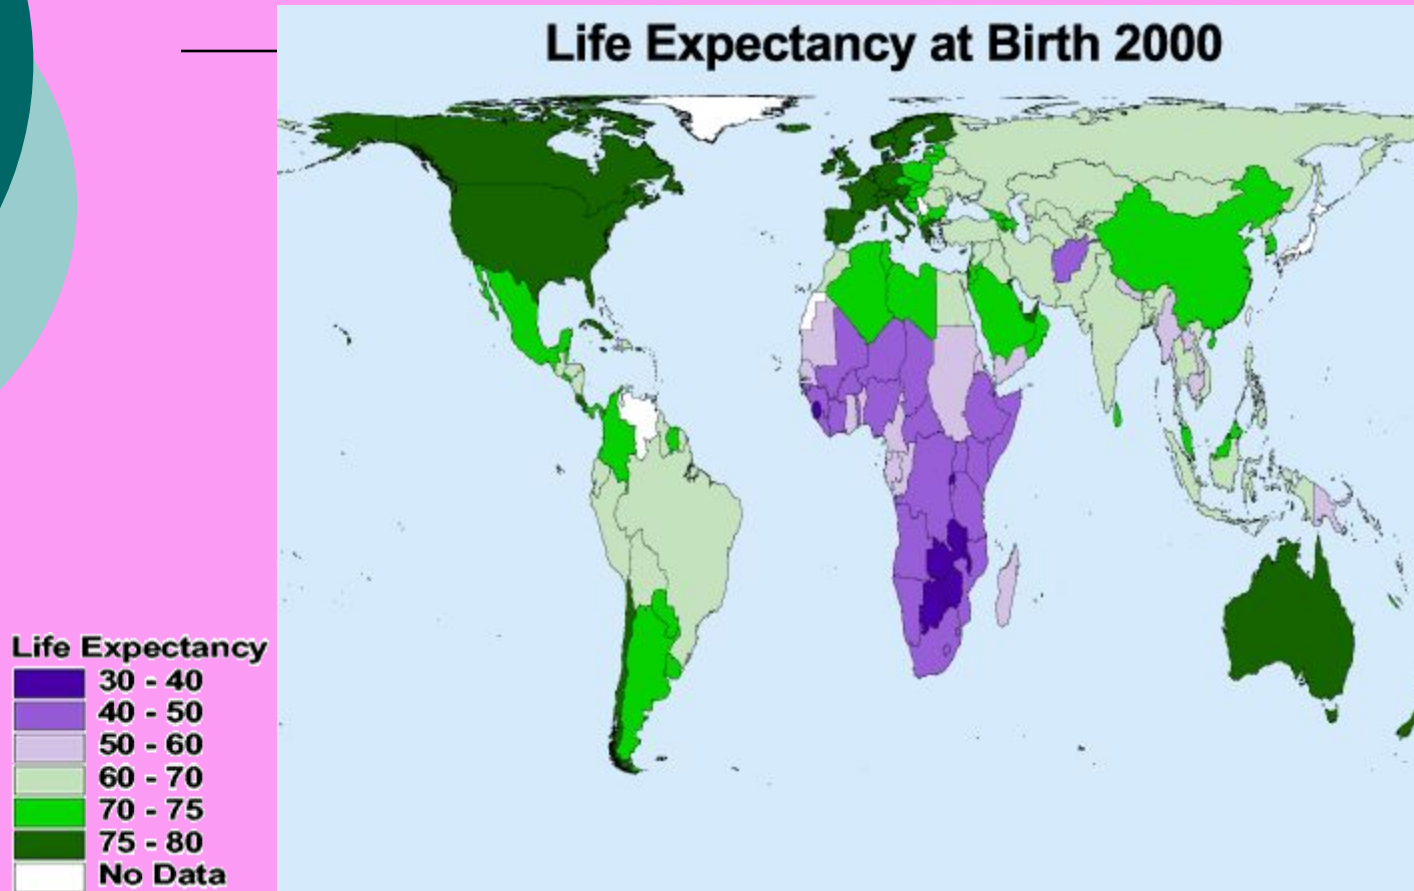 Life Expectancy at Birth 2000
Life Expectancy
30 - 40
40 - 50
50 - 60
60 - 70
70 - 75
75 - 80
No Data